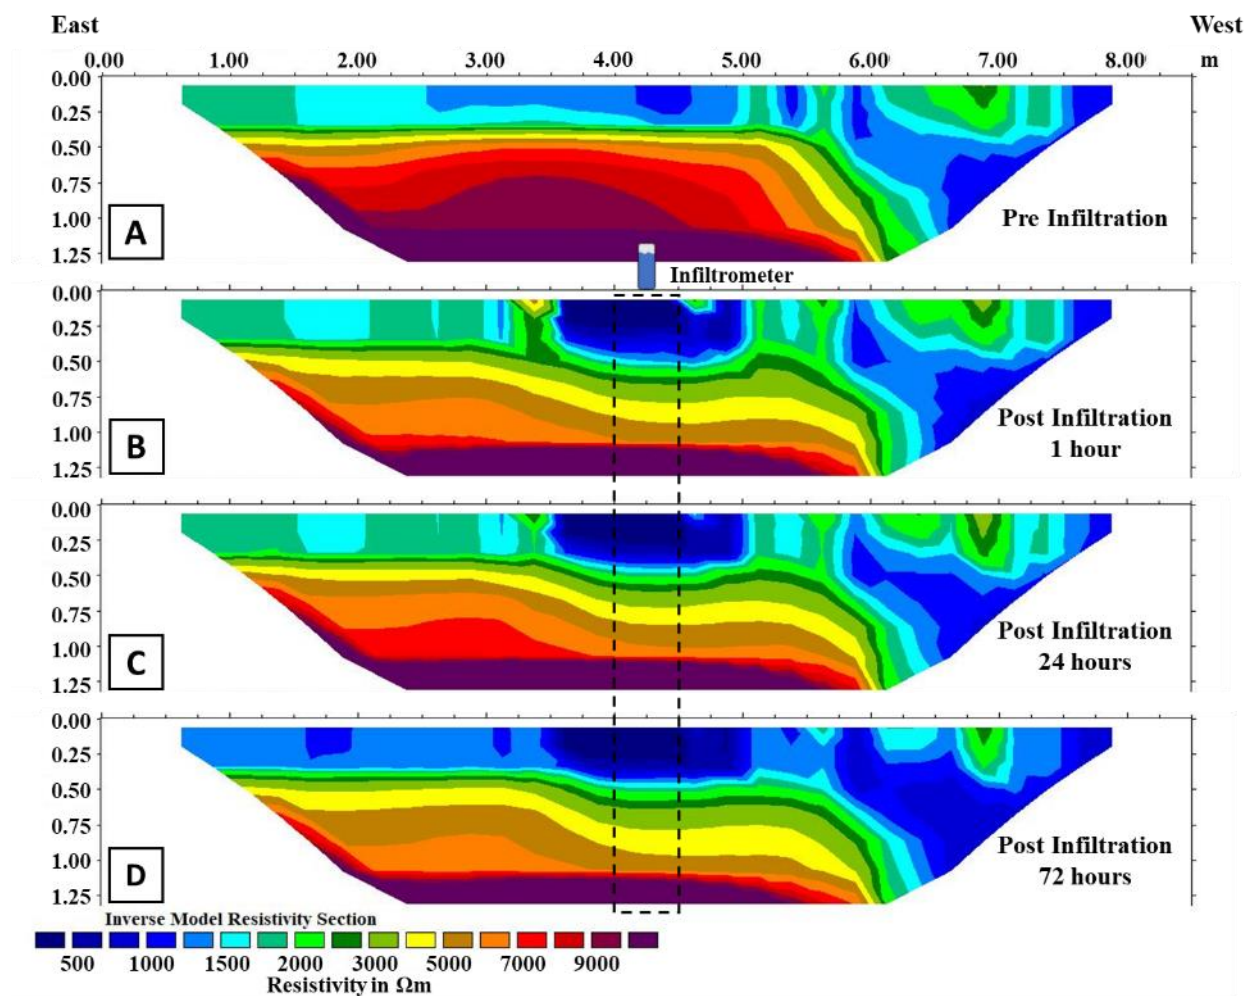 East West
0.00 1.00 2.00 3.00 4.00 5.00 6.00 7.00 8.00 m
0.00
0.25
0.50
0.75
1.00
1.25
A
Pre Infiltration
Infiltrometer
0.00
0.25
0.50
0.75
1.00
1.25
B
Post Infiltration
1 hour
0.00
0.25
0.50
0.75
1.00
1.25
C
Post Infiltration
24 hours
0.00
0.25
0.50
0.75
1.00
1.25
D
Post Infiltration
72 hours
Inverse Model Resistivity Section
500 1000 1500 2000 3000 5000 7000 9000
Resistivity in Ωm